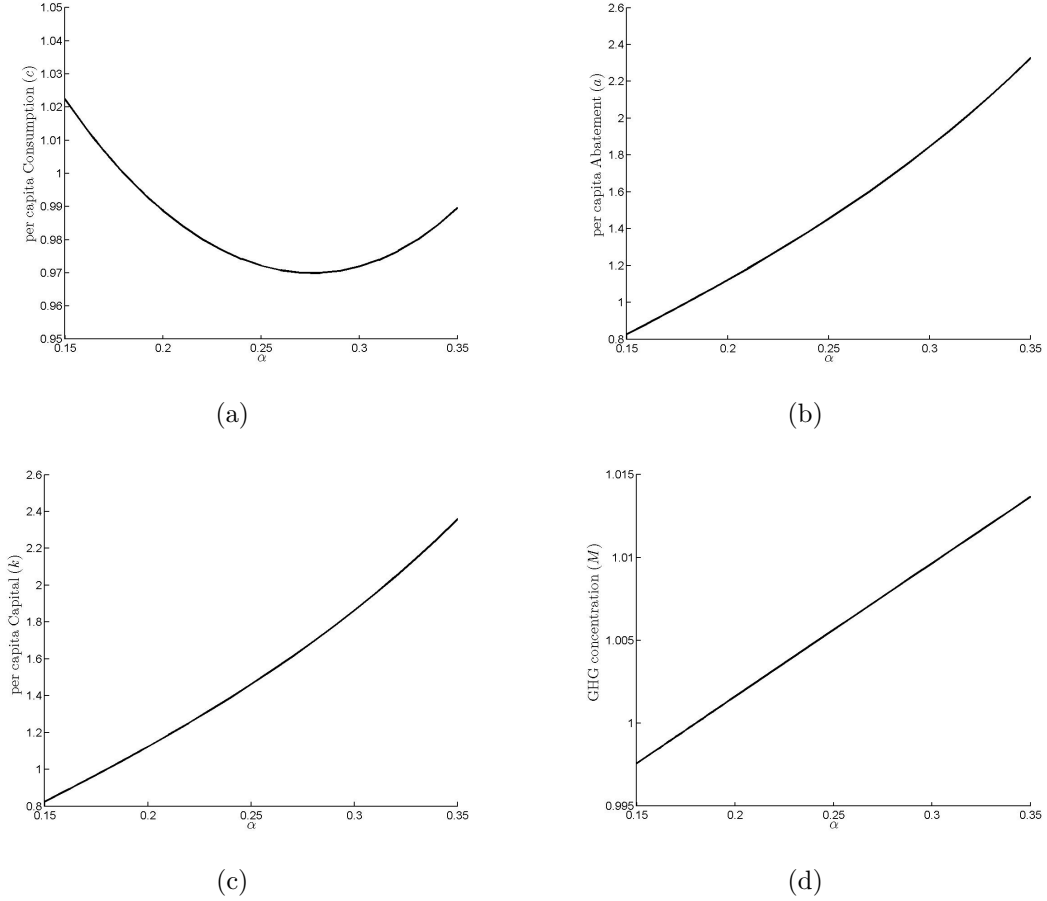 1.05
1.04
1.03
1.02
1.01
1
0.99
0.98
0.97
0.96
0.95
per capita Consumption (c)
0.15 0.2 0.25 0.3 0.35
α
(a)
2.6
2.4
2.2
2
1.8
1.6
1.4
1.2
1
0.8
per capita Abatement (a)
0.15 0.2 0.25 0.3 0.35
α
(b)
2.6
2.4
2.2
2
1.8
1.6
1.4
1.2
1
0.8
per capita Capital (k)
0.15 0.2 0.25 0.3 0.35
α
(c)
1.015
1.01
1.005
1
0.995
GHG concentration (M)
0.15 0.2 0.25 0.3 0.35
α
(d)